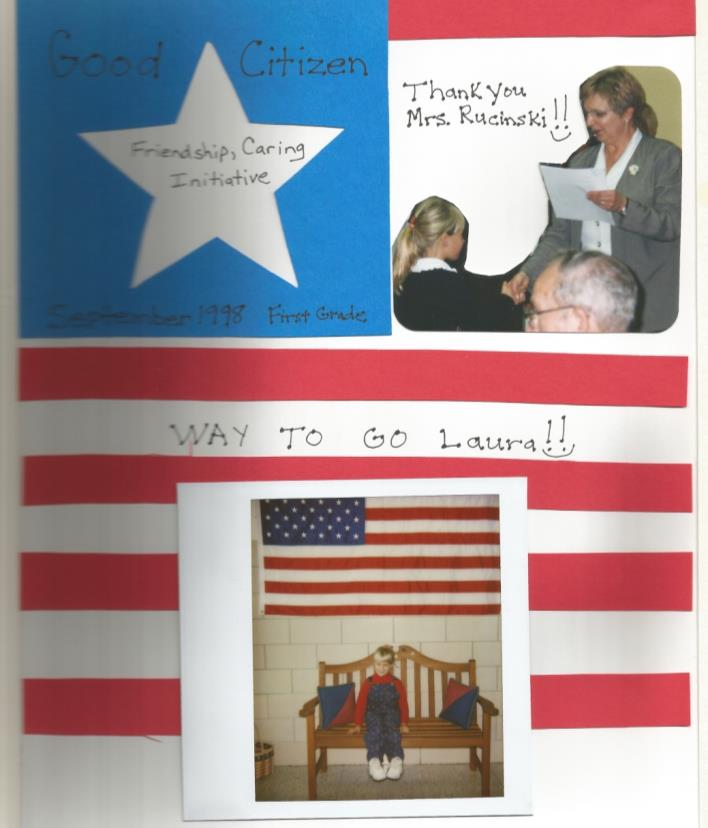 Good Citizen
Friendship, Caring
Initiative
September 1998 First Grade
Thank You
Mrs. Rucinski!!
WAY TO GO Laura!!